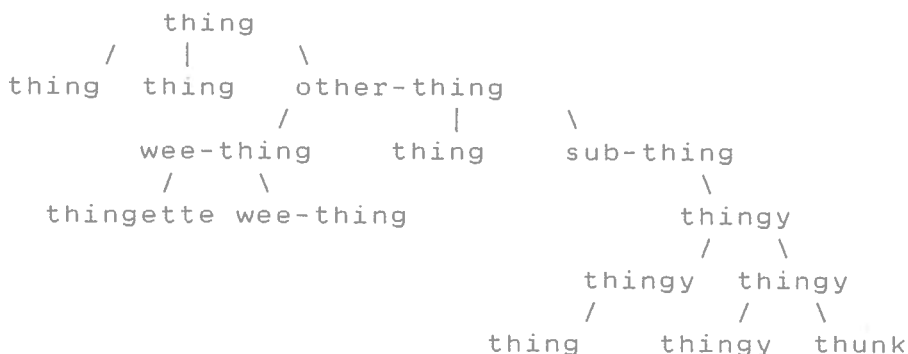 thing
thing thing other-thing
wee-thing thing sub-thing
thingette wee-thing thingy
thingy thingy
thing thingy thunk